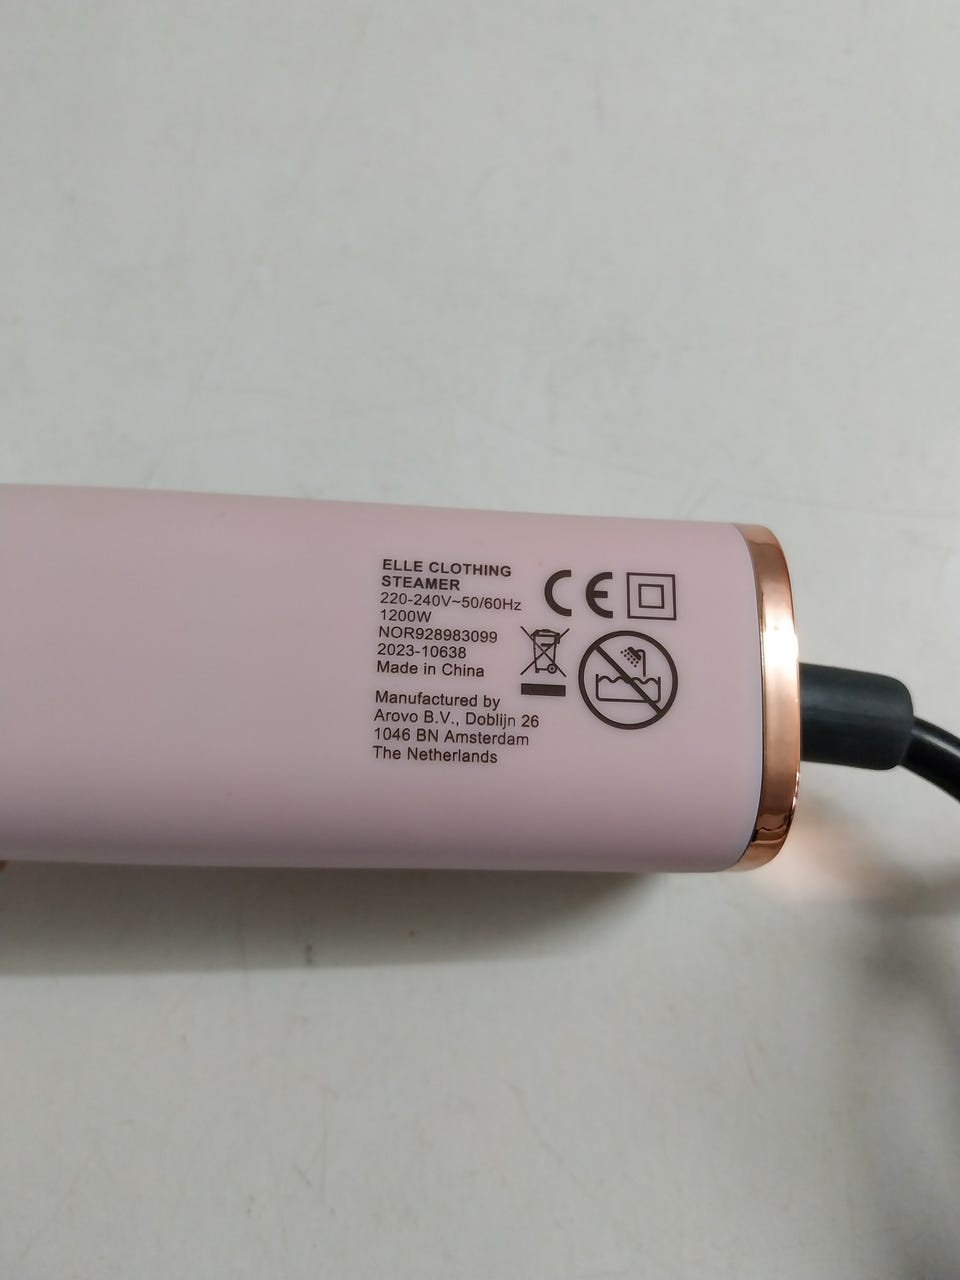 ELLE CLOTHING
STEAMER
220-240V~50/60Hz
1200W
NOR928983099
2023-10638
Made in China
Manufactured by
Arovo B.V., Doblijn 26
1046 BN Amsterdam
The Netherlands
CE